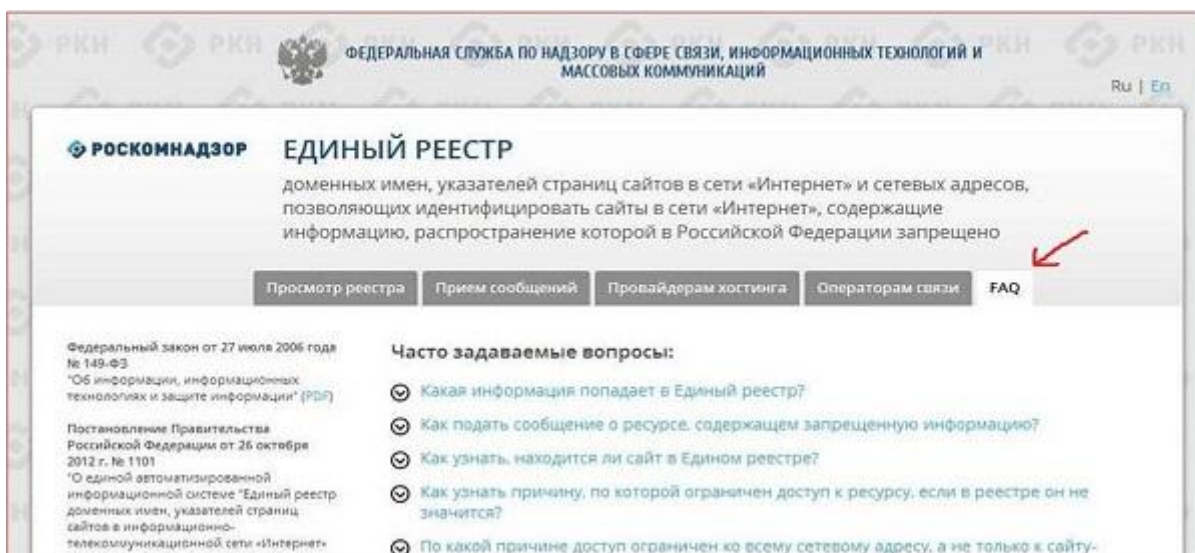 РКН РКН РКН РКН
ФЕДЕРАЛЬНАЯ СЛУЖБА ПО НАДЗОРУ В СФЕРЕ СВЯЗИ, ИНФОРМАЦИОННЫХ ТЕХНОЛОГИЙ И
МАССОВЫХ КОММУНИКАЦИЙ
Ru | En
РОСКОМНАДЗОР
ЕДИНЫЙ РЕЕСТР
доменных имен, указателей страниц сайтов в сети «Интернет» и сетевых адресов,
позволяющих идентифицировать сайты в сети «Интернет», содержащие
информацию, распространение которой в Российской Федерации запрещено
Просмотр реестра Прием сообщений Провайдерам хостинга Операторам связи FAQ
Федеральный закон от 27 июля 2006 года
№ 149-ФЗ
"Об информации, информационных
технологиях и защите информации" (PDF)
Постановление Правительства
Российской Федерации от 26 октября
2012 г. № 1101
"О единой автоматизированной
информационной системе "Единый реестр
доменных имен, указателей страниц
сайтов в информационно-
телекоммуникационной сети «Интернет»
Часто задаваемые вопросы:
Какая информация попадает в Единый реестр?
Как подать сообщение о ресурсе, содержащем запрещенную информацию?
Как узнать, находится ли сайт в Едином реестре?
Как узнать причину, по которой ограничен доступ к ресурсу, если в реестре он не
значится?
По какой причине доступ ограничен ко всему сетевому адресу, а не только к сайту-